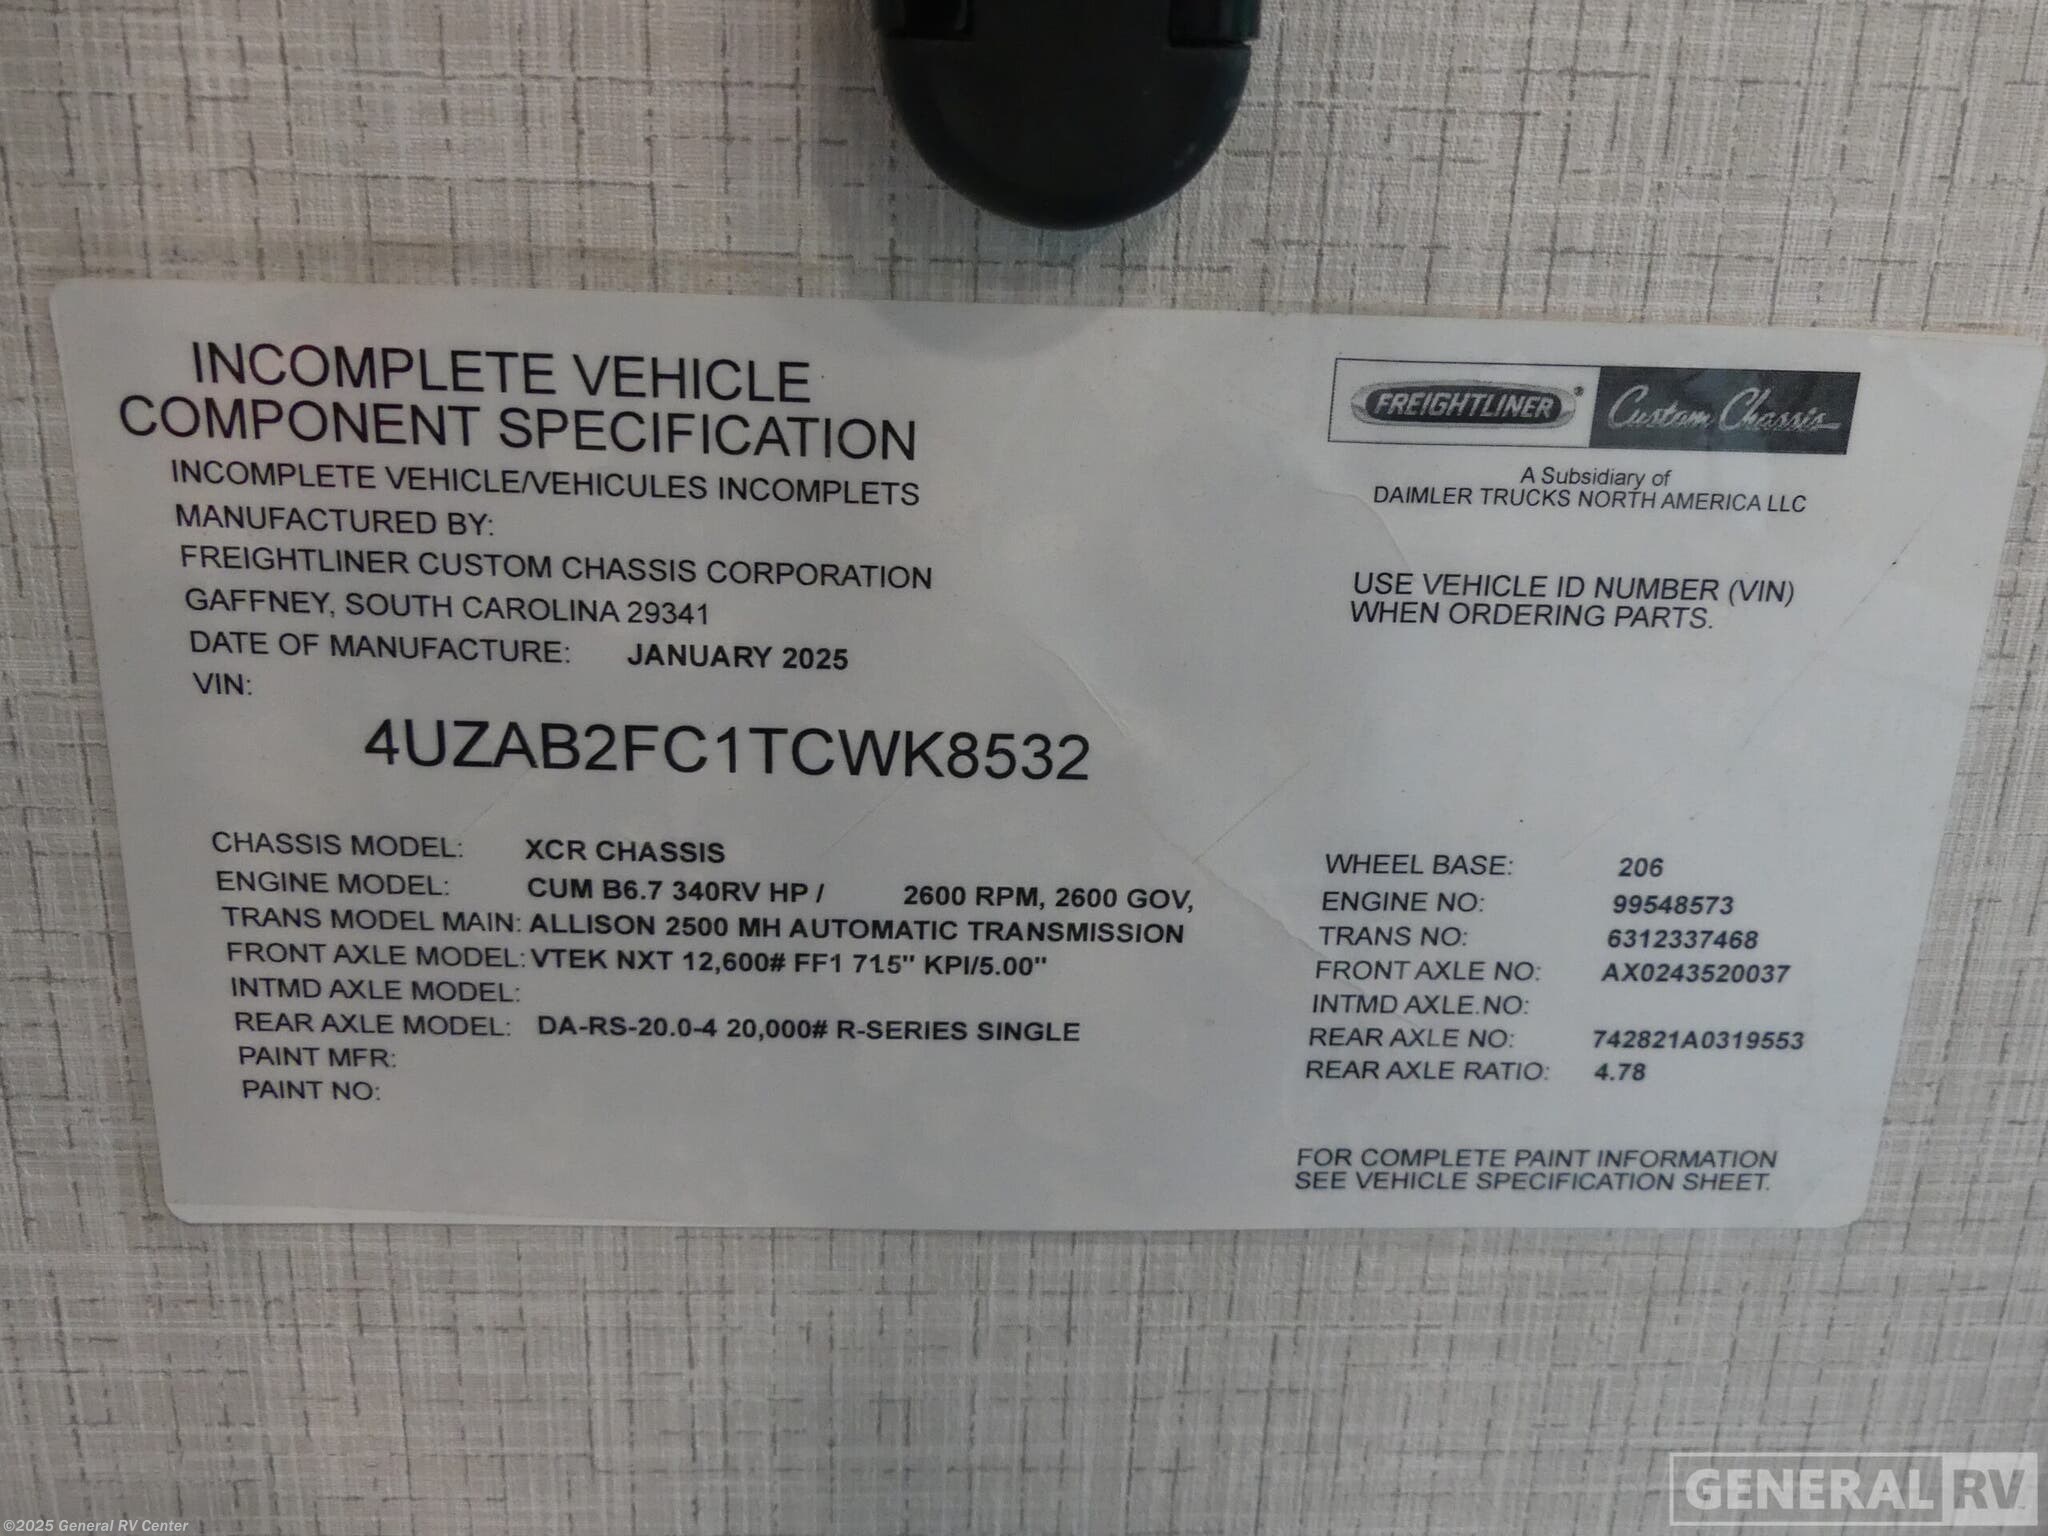 INCOMPLETE VEHICLE
COMPONENT SPECIFICATION
INCOMPLETE VEHICLE/VEHICULES INCOMPLETS
MANUFACTURED BY:
FREIGHTLINER CUSTOM CHASSIS CORPORATION
GAFFNEY, SOUTH CAROLINA 29341
DATE OF MANUFACTURE: JANUARY 2025
VIN:
4UZAB2FC1TCWK8532
FREIGHTLINER® Custom Chassis
A Subsidiary of
DAIMLER TRUCKS NORTH AMERICA LLC
USE VEHICLE ID NUMBER (VIN)
WHEN ORDERING PARTS.
CHASSIS MODEL: XCR CHASSIS
ENGINE MODEL: CUM B6.7 340RV HP / 2600 RPM, 2600 GOV,
TRANS MODEL MAIN: ALLISON 2500 MH AUTOMATIC TRANSMISSION
FRONT AXLE MODEL: VTEK NXT 12,600# FF1 71.5" KPI/5.00"
INTMD AXLE MODEL:
REAR AXLE MODEL: DA-RS-20.0-4 20,000# R-SERIES SINGLE
PAINT MFR:
PAINT NO:
WHEEL BASE: 206
ENGINE NO: 99548573
TRANS NO: 6312337468
FRONT AXLE NO: AX0243520037
INTMD AXLE.NO:
REAR AXLE NO: 742821A0319553
REAR AXLE RATIO: 4.78
FOR COMPLETE PAINT INFORMATION
SEE VEHICLE SPECIFICATION SHEET.
©2025 General RV Center
GENERAL RV